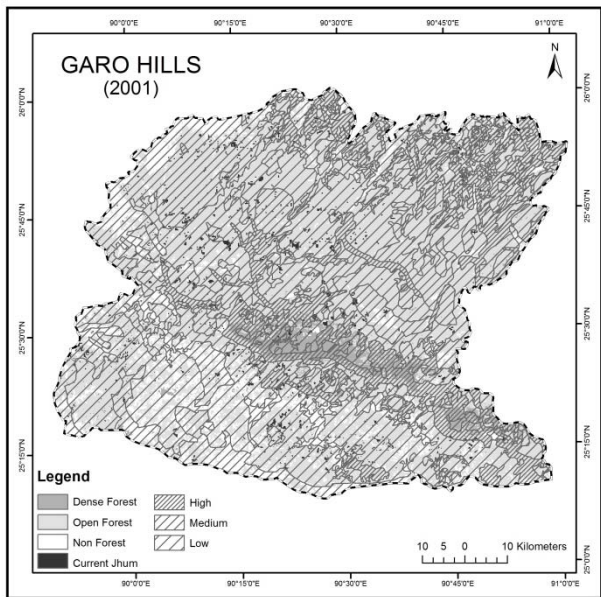 90°0'0"E 90°15'0"E 90°30'0"E 90°45'0"E 91°0'0"E
GARO HILLS
(2001)
N
26°0'0"N 26°0'0"N
25°45'0"N 25°45'0"N
25°30'0"N 25°30'0"N
25°15'0"N 25°15'0"N
Legend
Dense Forest High
Open Forest Medium
Non Forest Low
Current Jhum
10 5 0 10 Kilometers
25°0'0"N
90°0'0"E 90°15'0"E 90°30'0"E 90°45'0"E 91°0'0"E